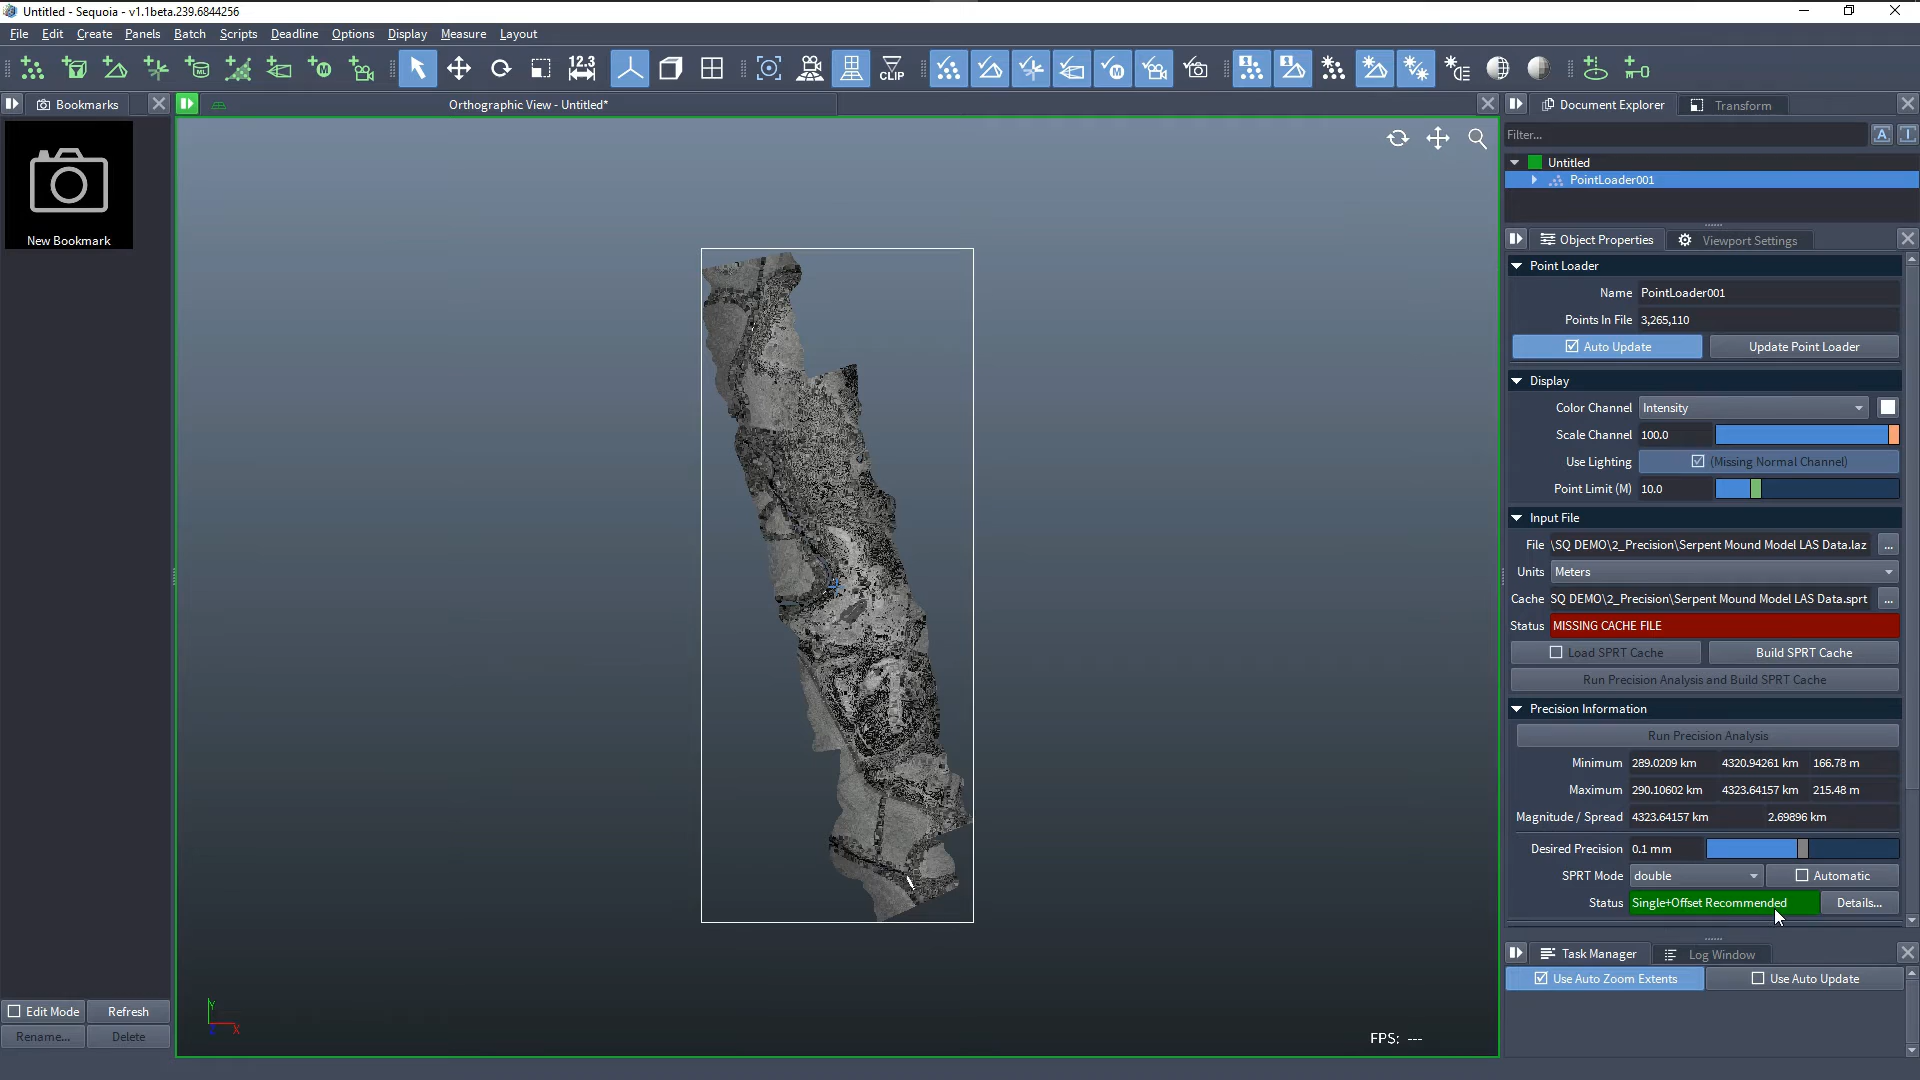 Untitled - Sequoia - v1.1beta.239.6844256
File Edit Create Panels Batch Scripts Deadline Options Display Measure Layout
12.3
CLIP
Bookmarks
Orthographic View - Untitled*
Document Explorer
Transform
New Bookmark
Filter...
A
I
Untitled
PointLoader001
Object Properties
Viewport Settings
Point Loader
Name PointLoader001
Points In File 3,265,110
Auto Update
Update Point Loader
Display
Color Channel Intensity
Scale Channel 100.0
Use Lighting (Missing Normal Channel)
Point Limit (M) 10.0
Input File
File \SQ DEMO\2_Precision\Serpent Mound Model LAS Data.laz ...
Units Meters
Cache SQ DEMO\2_Precision\Serpent Mound Model LAS Data.sprt ...
Status MISSING CACHE FILE
Load SPRT Cache
Build SPRT Cache
Run Precision Analysis and Build SPRT Cache
Precision Information
Run Precision Analysis
Minimum 289.0209 km 4320.94261 km 166.78 m
Maximum 290.10602 km 4323.64157 km 215.48 m
Magnitude / Spread 4323.64157 km 2.69896 km
Desired Precision 0.1 mm
SPRT Mode double Automatic
Status Single+Offset Recommended Details...
Task Manager
Log Window
Use Auto Zoom Extents
Use Auto Update
Edit Mode
Refresh
Rename...
Delete
Y
X
FPS: ---